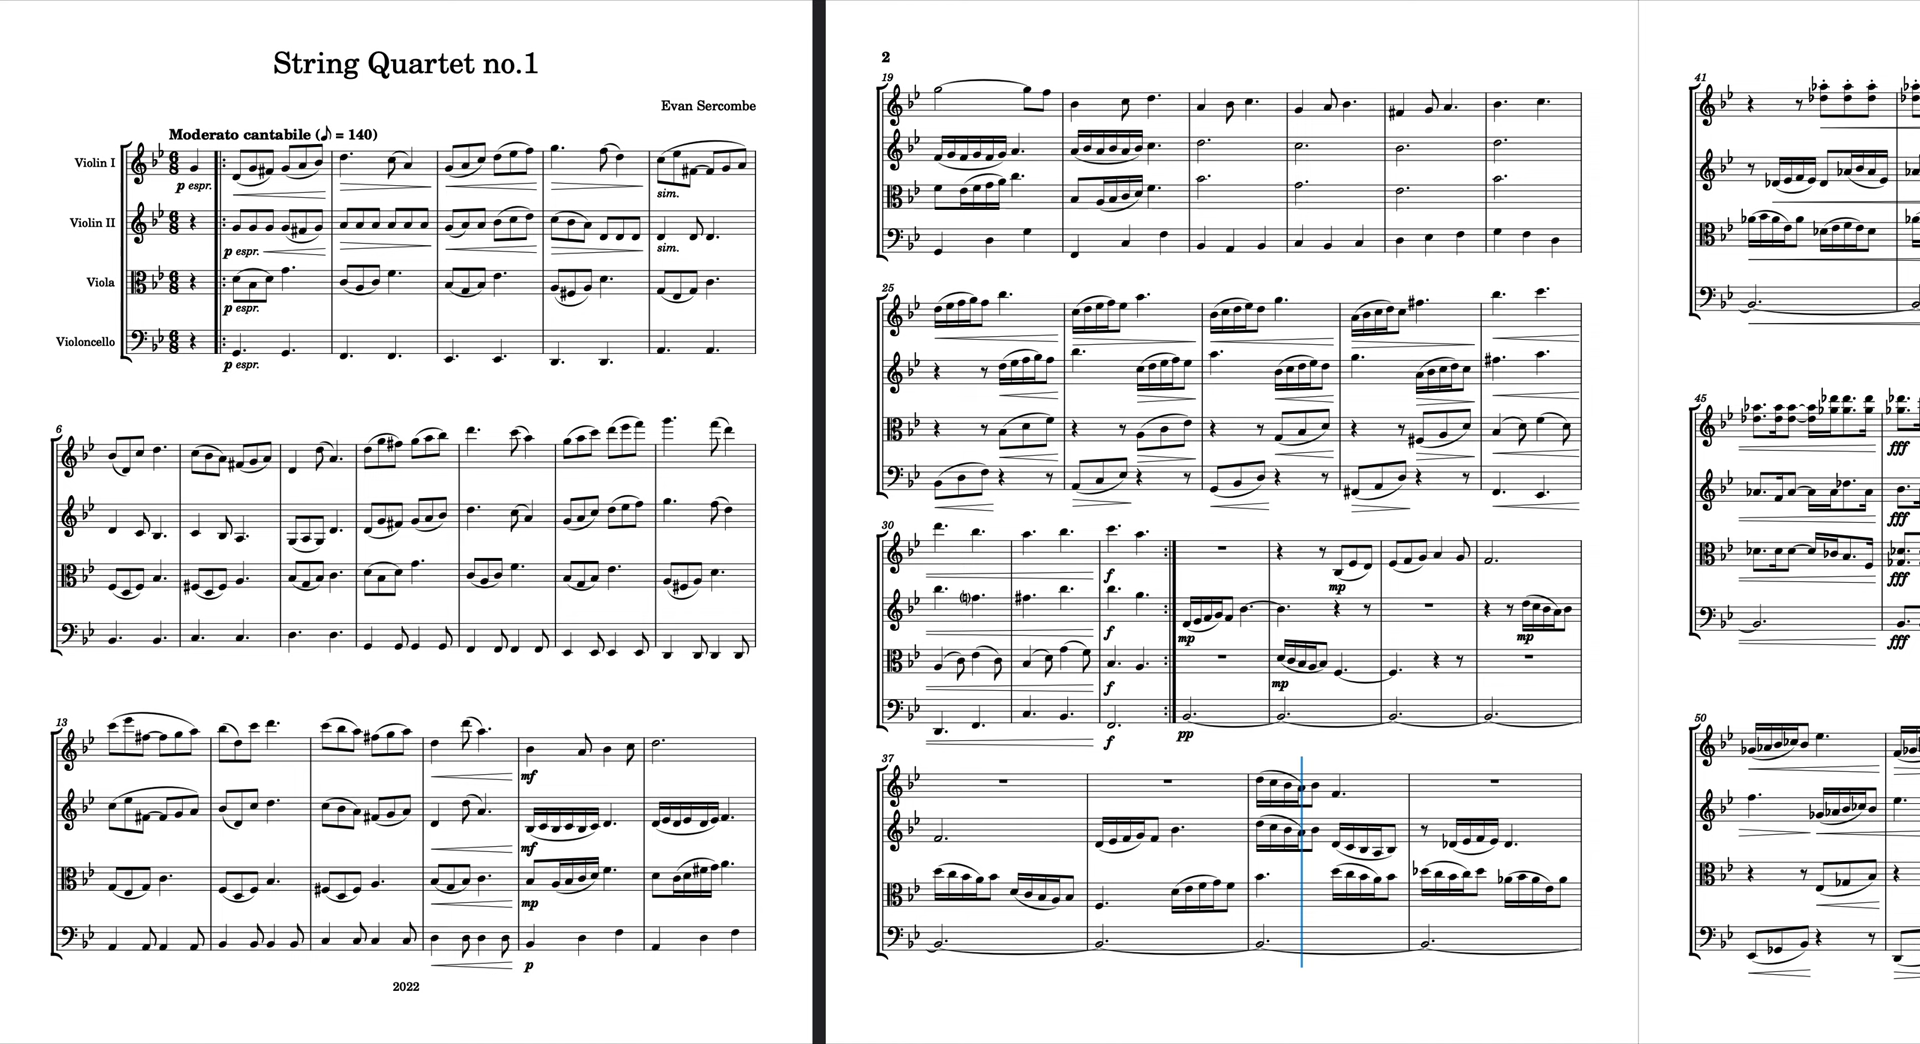 String Quartet no.1
Evan Sercombe
Moderato cantabile (♪ = 140)
Violin I
p espr.
sim.
Violin II
p espr.
sim.
Viola
p espr.
Violoncello
p espr.
6
13
mf
mf
mp
p
2022
2
19
25
30
f
mp
f
mp
mp
f
mp
f
pp
37
41
45
fff
fff
fff
fff
50